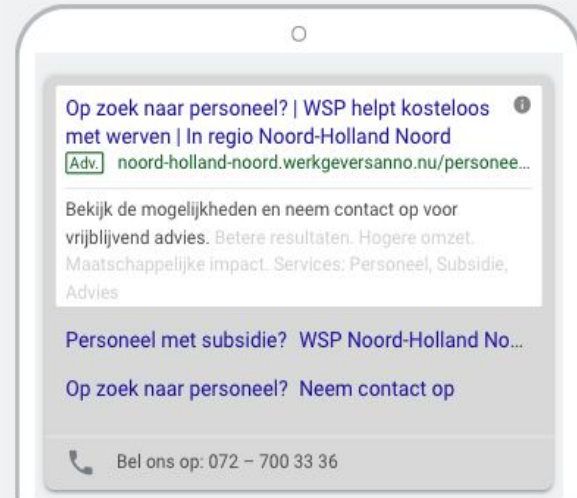 Op zoek naar personeel? | WSP helpt kosteloos
met werven | In regio Noord-Holland Noord
Adv. noord-holland-noord.werkgeversanno.nu/personee...
Bekijk de mogelijkheden en neem contact op voor
vrijblijvend advies. Betere resultaten. Hogere omzet.
Maatschappelijke impact. Services: Personeel, Subsidie,
Advies
Personeel met subsidie? WSP Noord-Holland No...
Op zoek naar personeel? Neem contact op
Bel ons op: 072 – 700 33 36